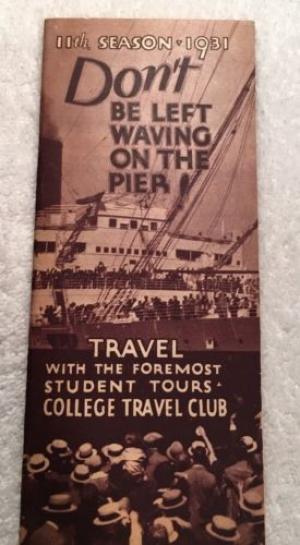 11th SEASON · 1931
Don't
BE LEFT
WAVING
ON THE
PIER!
TRAVEL
WITH THE FOREMOST
STUDENT TOURS
COLLEGE TRAVEL CLUB